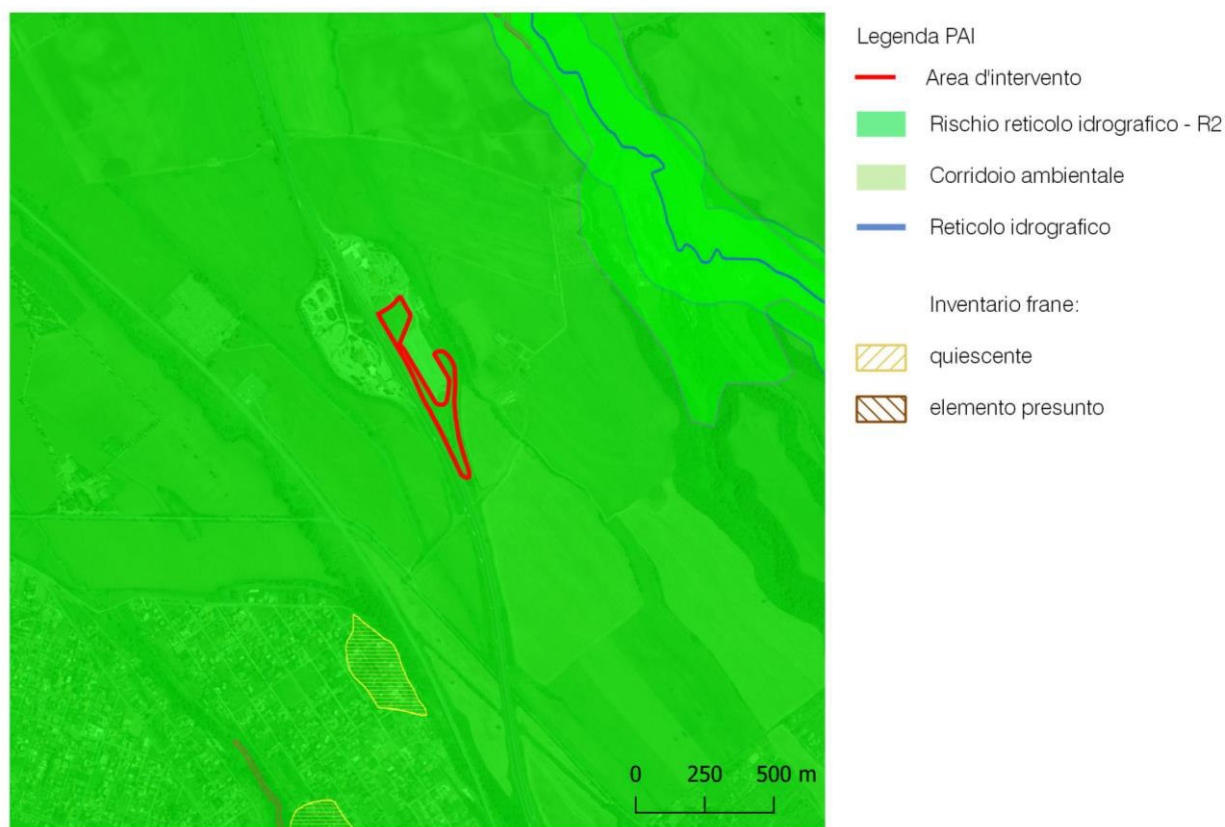 Legenda PAI
Area d'intervento
Rischio reticolo idrografico - R2
Corridoio ambientale
Reticolo idrografico
Inventario frane:
quiescente
elemento presunto
0 250 500 m